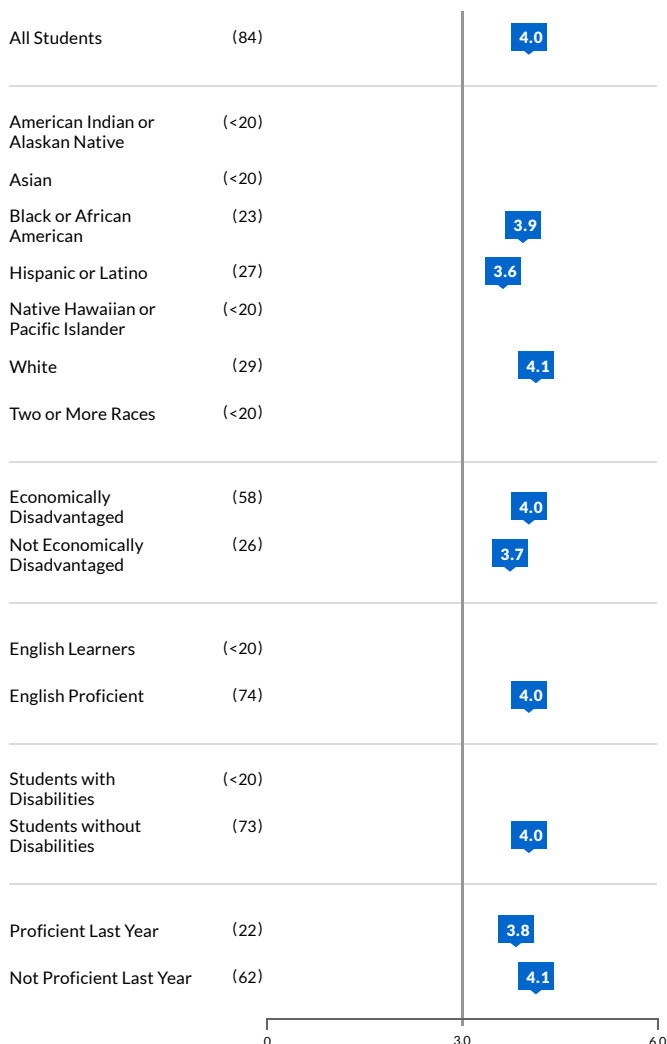 All Students (84) 4.0
American Indian or (<20)
Alaskan Native
Asian (<20)
Black or African (23) 3.9
American
Hispanic or Latino (27) 3.6
Native Hawaiian or (<20)
Pacific Islander
White (29) 4.1
Two or More Races (<20)
Economically (58) 4.0
Disadvantaged
Not Economically (26) 3.7
Disadvantaged
English Learners (<20)
English Proficient (74) 4.0
Students with (<20)
Disabilities
Students without (73) 4.0
Disabilities
Proficient Last Year (22) 3.8
Not Proficient Last Year (62) 4.1
0 3.0 6.0